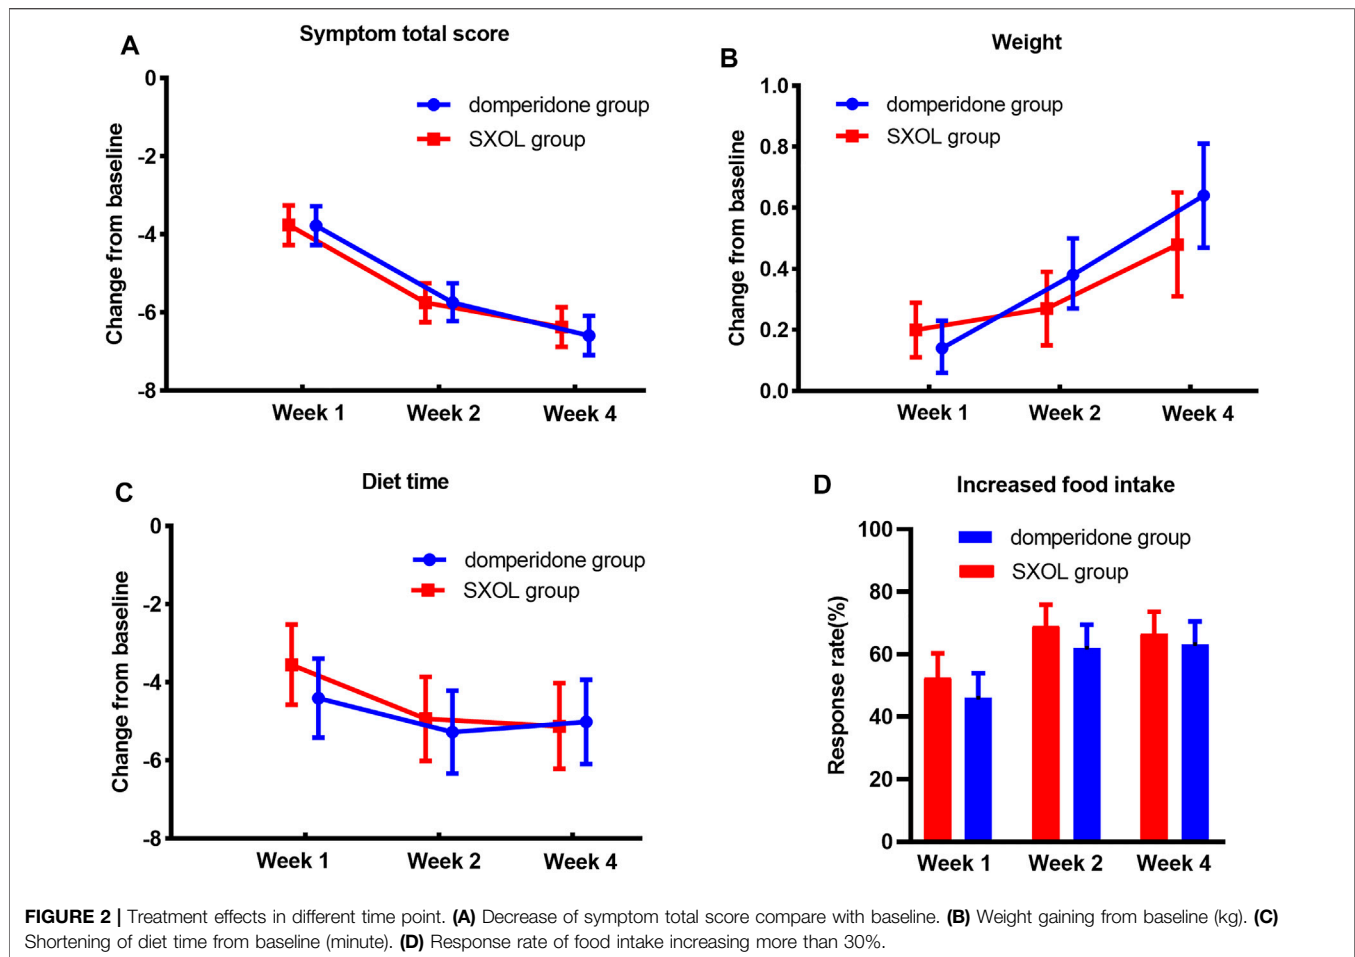 A
Symptom total score
domperidone group
SXOL group
Change from baseline
0
-2
-4
-6
-8
Week 1
Week 2
Week 4
B
Weight
domperidone group
SXOL group
Change from baseline
1.0
0.8
0.6
0.4
0.2
0.0
Week 1
Week 2
Week 4
C
Diet time
domperidone group
SXOL group
Change from baseline
0
-2
-4
-6
-8
Week 1
Week 2
Week 4
D
Increased food intake
domperidone group
SXOL group
Response rate(%)
100
80
60
40
20
0
Week 1
Week 2
Week 4
FIGURE 2 | Treatment effects in different time point. (A) Decrease of symptom total score compare with baseline. (B) Weight gaining from baseline (kg). (C)
Shortening of diet time from baseline (minute). (D) Response rate of food intake increasing more than 30%.